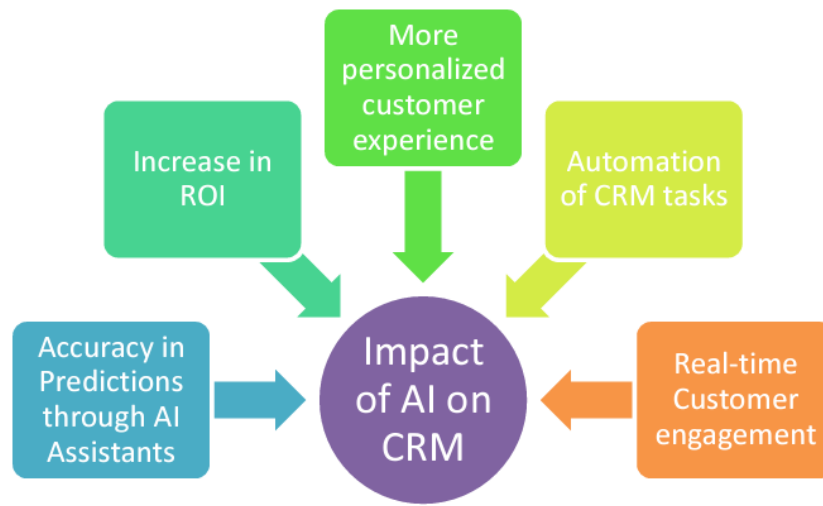 More
personalized
customer
experience
Increase in
ROI
Automation
of CRM tasks
Accuracy in
Predictions
through AI
Assistants
Impact
of AI on
CRM
Real-time
Customer
engagement